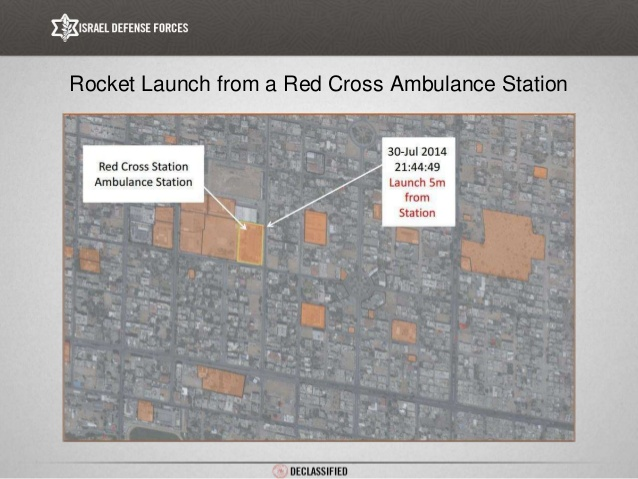 ISRAEL DEFENSE FORCES
Rocket Launch from a Red Cross Ambulance Station
Red Cross Station
Ambulance Station
30-Jul 2014
21:44:49
Launch 5m
from
Station
DECLASSIFIED